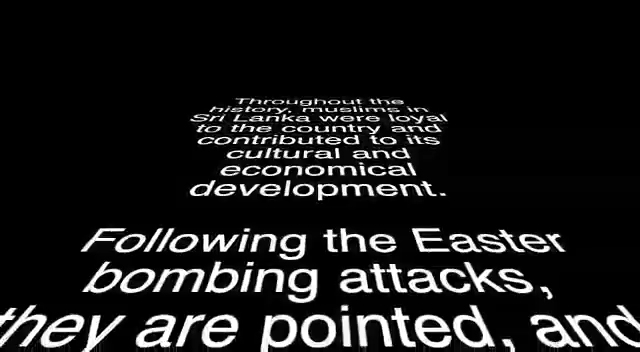 Throughout the
history, muslims in
Sri Lanka were loyal
to the country and
contributed to its
cultural and
economical
development.
Following the Easter
bombing attacks,
they are pointed, and